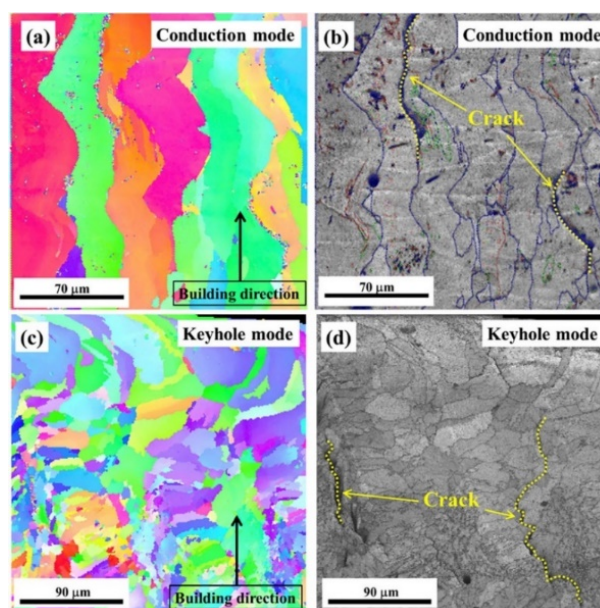 (a) Conduction mode
Building direction
70 μm
(b) Conduction mode
Crack
70 μm
(c) Keyhole mode
Building direction
90 μm
(d) Keyhole mode
Crack
90 μm